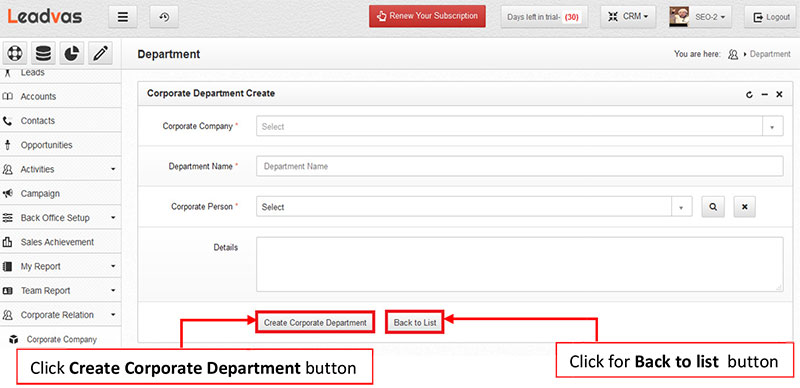 Leadvas
Renew Your Subscription
Days left in trial- (30)
CRM
SEO-2
Logout
Department
You are here:
Department
Leads
Accounts
Contacts
Opportunities
Activities
Campaign
Back Office Setup
Sales Achievement
My Report
Team Report
Corporate Relation
Corporate Company
Corporate Department Create
Corporate Company *
Select
Department Name *
Department Name
Corporate Person *
Select
Details
Create Corporate Department
Back to List
Click Create Corporate Department button
Click for Back to list button